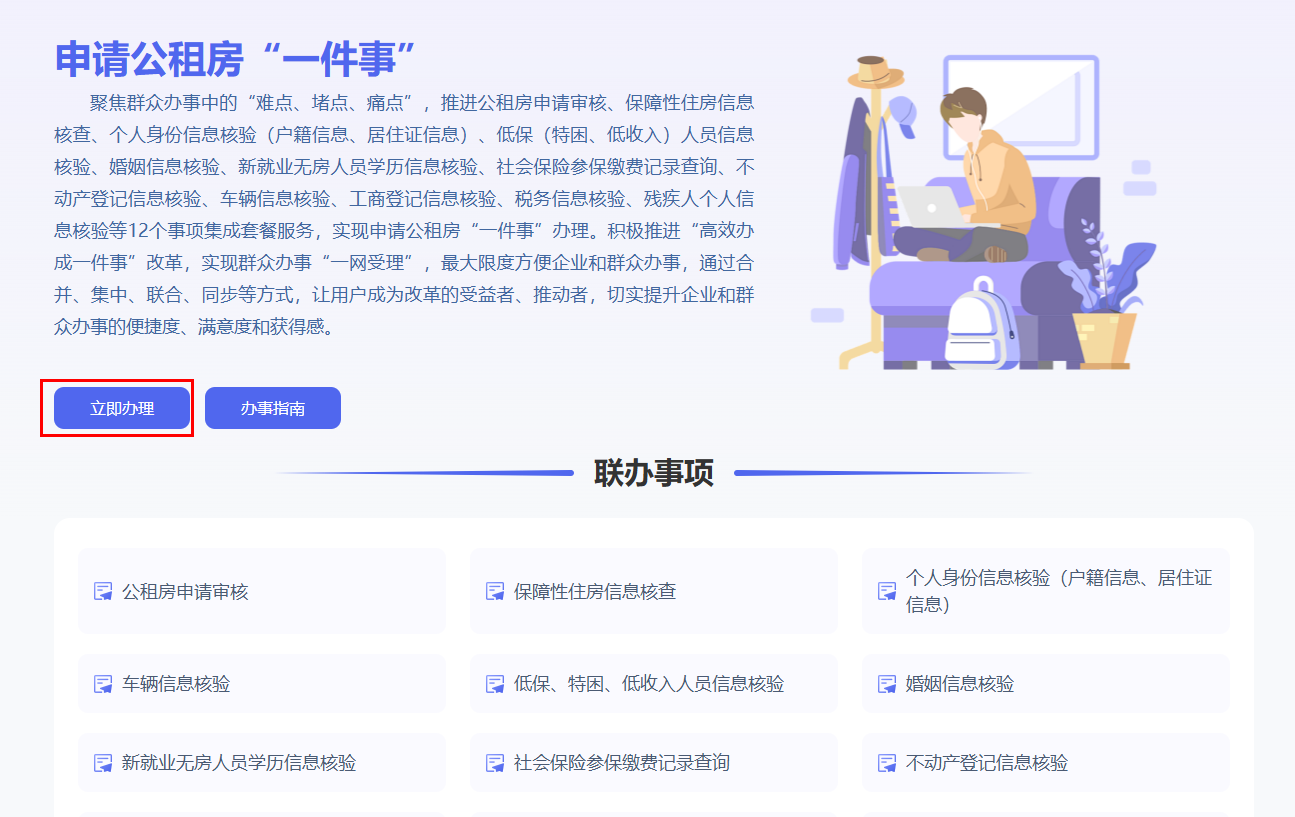 申请公租房“一件事”
聚焦群众办事中的“难点、堵点、痛点”，推进公租房申请审核、保障性住房信息
核查、个人身份信息核验（户籍信息、居住证信息）、低保（特困、低收入）人员信息
核验、婚姻信息核验、新就业无房人员学历信息核验、社会保险参保缴费记录查询、不
动产登记信息核验、车辆信息核验、工商登记信息核验、税务信息核验、残疾人个人信
息核验等12个事项集成套餐服务，实现申请公租房“一件事”办理。积极推进“高效办
成一件事”改革，实现群众办事“一网受理”，最大限度方便企业和群众办事，通过合
并、集中、联合、同步等方式，让用户成为改革的受益者、推动者，切实提升企业和群
众办事的便捷度、满意度和获得感。
立即办理 办事指南
联办事项
公租房申请审核
保障性住房信息核查
个人身份信息核验（户籍信息、居住证
信息）
车辆信息核验
低保、特困、低收入人员信息核验
婚姻信息核验
新就业无房人员学历信息核验
社会保险参保缴费记录查询
不动产登记信息核验